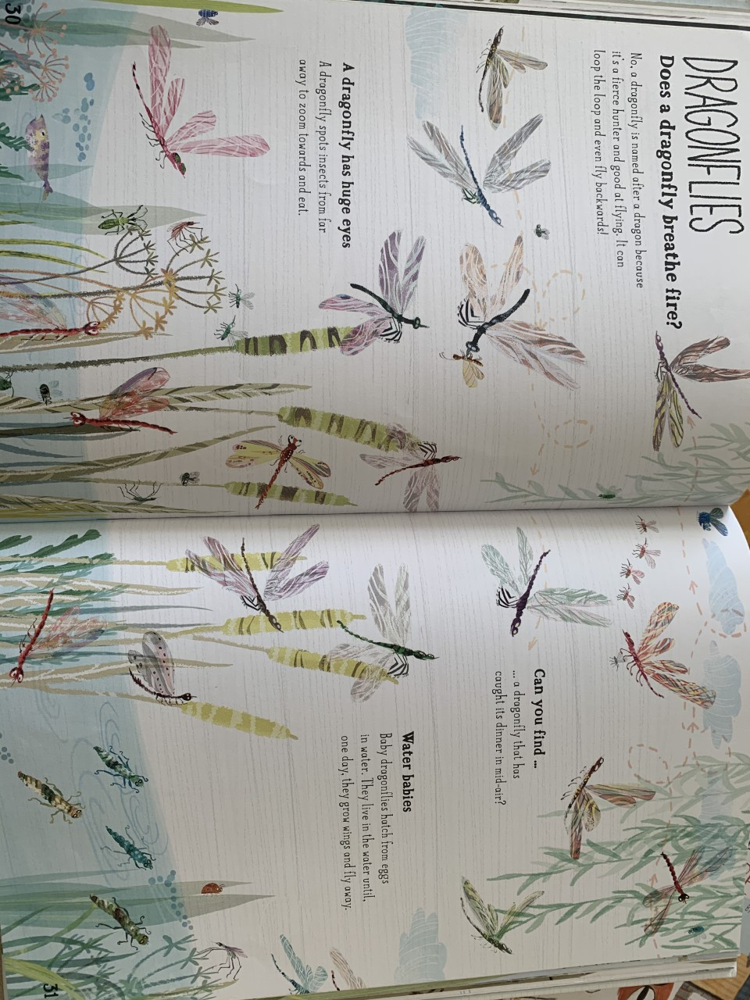 DRAGONFLIES
Does a dragonfly breathe fire?
No, a dragonfly is named after a dragon because
it's a fierce hunter and good at flying. It can
loop the loop and even fly backwards!
A dragonfly has huge eyes
A dragonfly spots insects from far
away to zoom towards and eat.
30
Can you find ...
... a dragonfly that has
caught its dinner in mid-air?
Water babies
Baby dragonflies hatch from eggs
in water. They live in the water until,
one day, they grow wings and fly away.
31